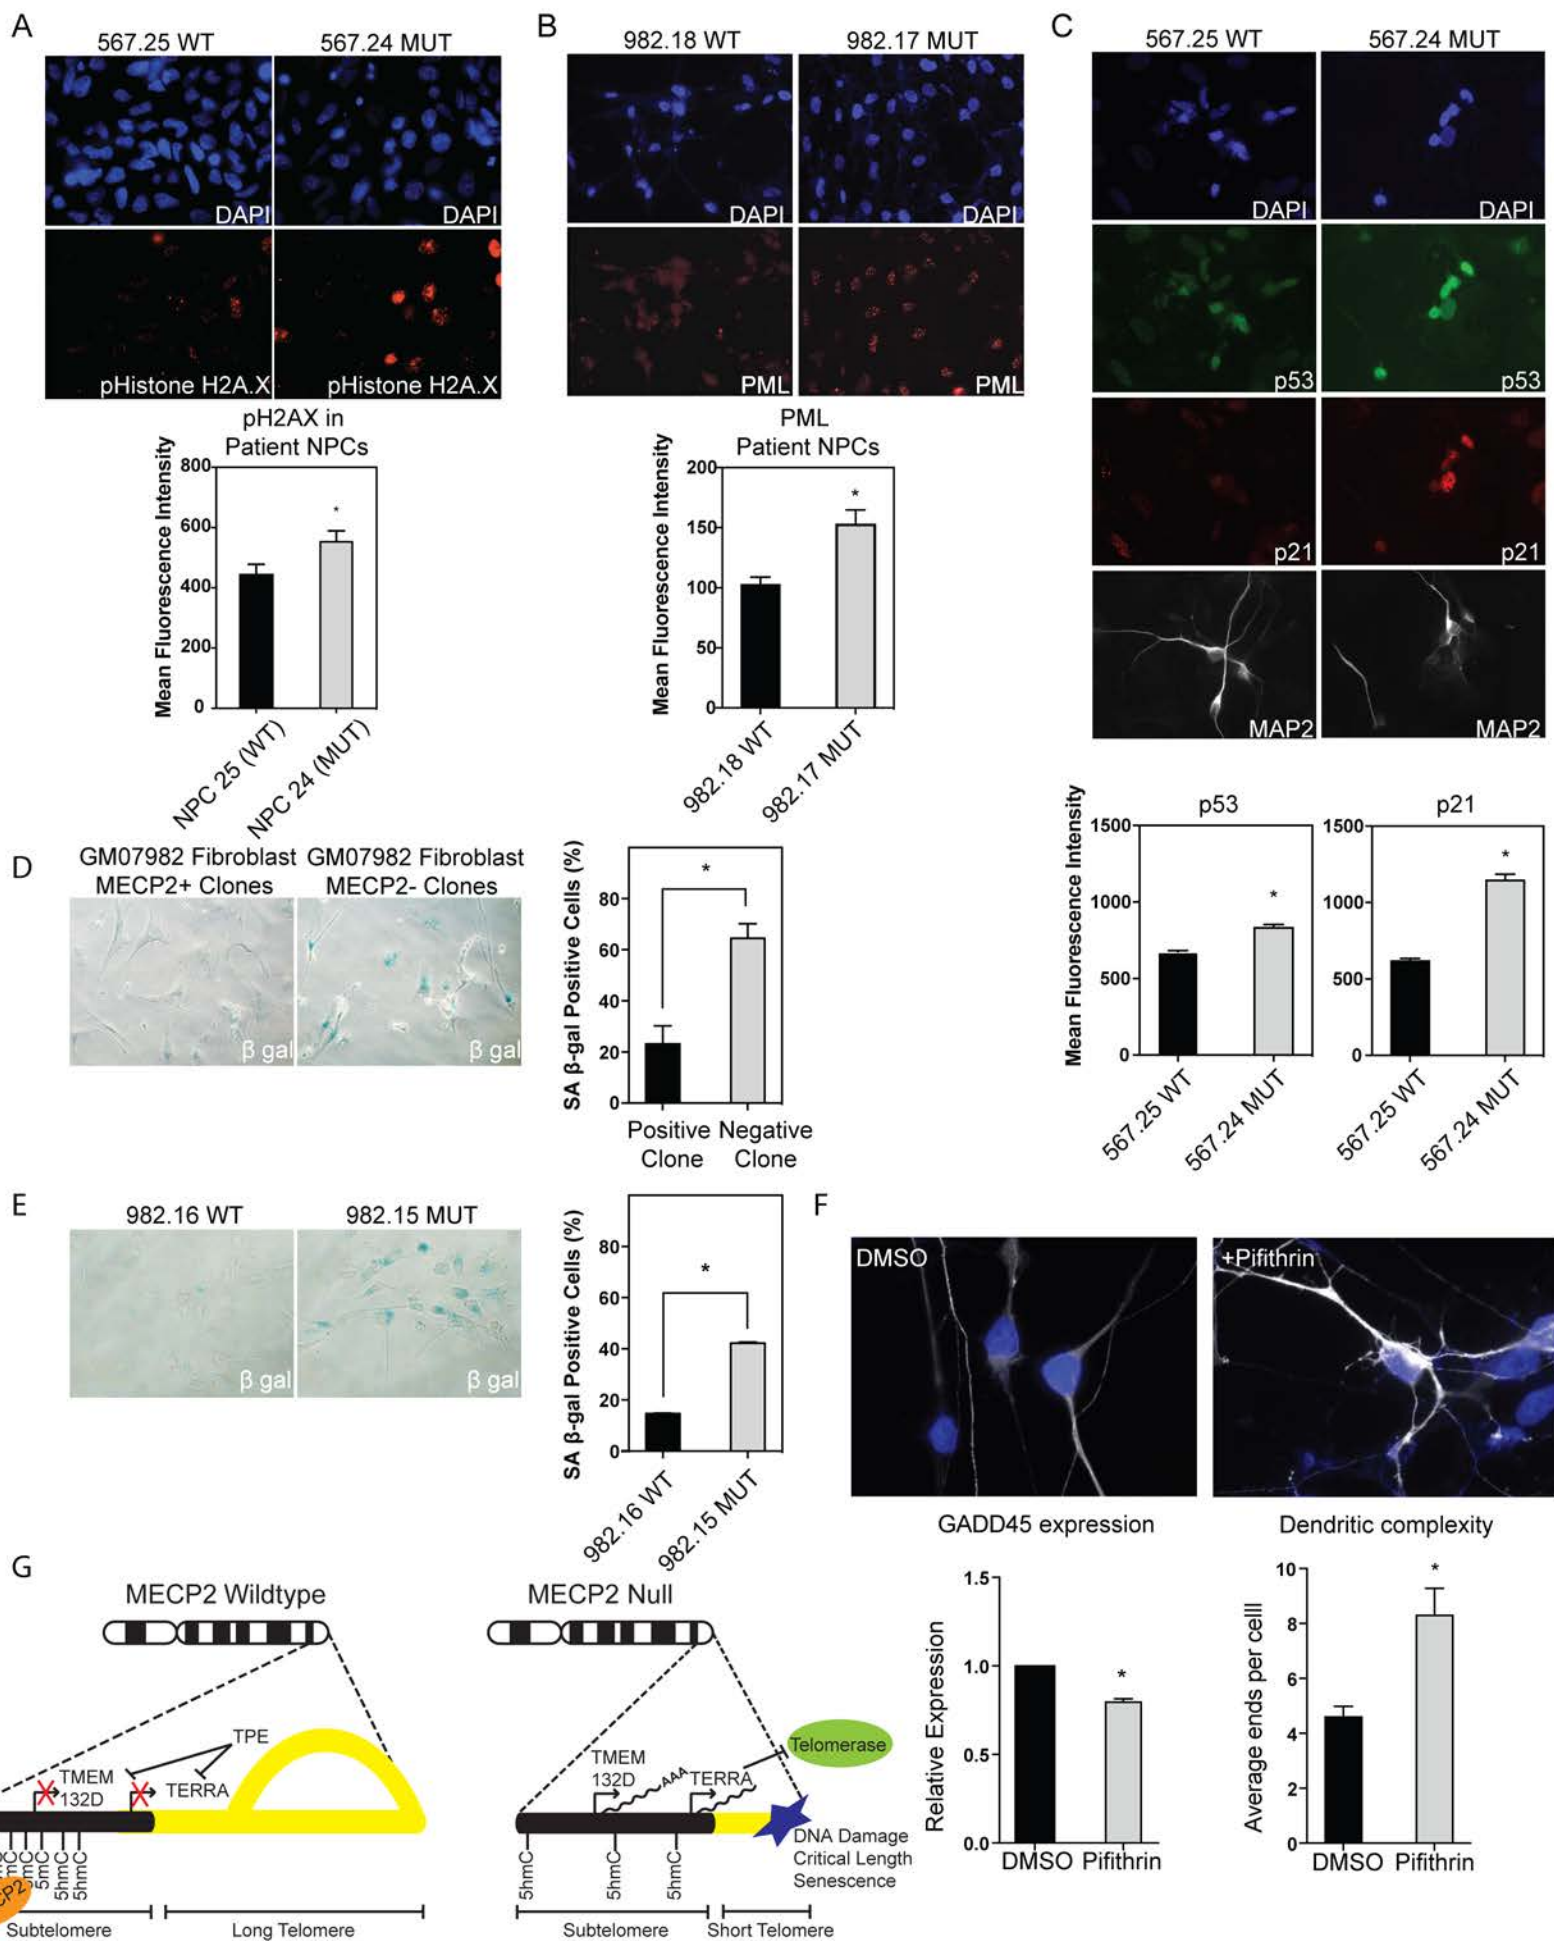 A
567.25 WT
567.24 MUT
DAPI
DAPI
pHistone H2A.X
pHistone H2A.X
pH2AX in
Patient NPCs
Mean Fluorescence Intensity
800
600
400
200
0
*
NPC 25 (WT)
NPC 24 (MUT)
B
982.18 WT
982.17 MUT
DAPI
DAPI
PML
PML
PML
Patient NPCs
Mean Fluorescence Intensity
200
150
100
50
0
*
982.18 WT
982.17 MUT
C
567.25 WT
567.24 MUT
DAPI
DAPI
p53
p53
p21
p21
MAP2
MAP2
p53
p21
Mean Fluorescence Intensity
1500
1000
500
0
*
567.25 WT
567.24 MUT
1500
1000
500
0
*
567.25 WT
567.24 MUT
D
GM07982 Fibroblast
MECP2+ Clones
GM07982 Fibroblast
MECP2- Clones
β gal
β gal
SA β-gal Positive Cells (%)
80
60
40
20
0
*
Positive
Clone
Negative
Clone
E
982.16 WT
982.15 MUT
β gal
β gal
SA β-gal Positive Cells (%)
80
60
40
20
0
*
982.16 WT
982.15 MUT
F
DMSO
+Pifithrin
GADD45 expression
Relative Expression
1.5
1.0
0.5
0.0
*
DMSO Pifithrin
Dendritic complexity
Average ends per celll
10
8
6
4
2
0
*
DMSO Pifithrin
G
MECP2 Wildtype
TPE
TMEM
132D
TERRA
5mC
5hmC
5hmC
Subtelomere
Long Telomere
MECP2 Null
Telomerase
TMEM
132D
AAA
TERRA
DNA Damage
Critical Length
Senescence
5hmC
5hmC
5hmC
Subtelomere
Short Telomere